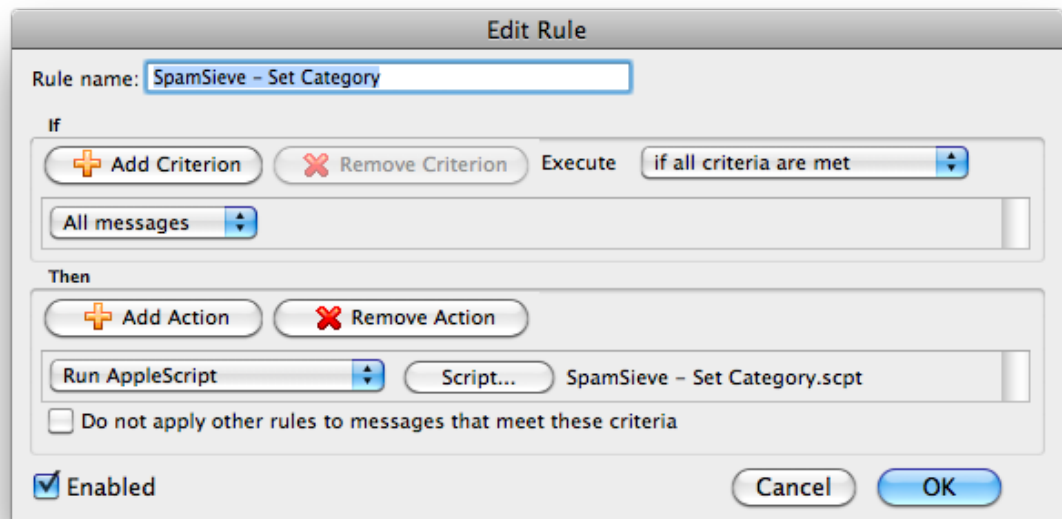 Edit Rule
Rule name: SpamSieve – Set Category
If
Add Criterion Remove Criterion Execute if all criteria are met
All messages
Then
Add Action Remove Action
Run AppleScript Script... SpamSieve – Set Category.scpt
Do not apply other rules to messages that meet these criteria
Enabled Cancel OK